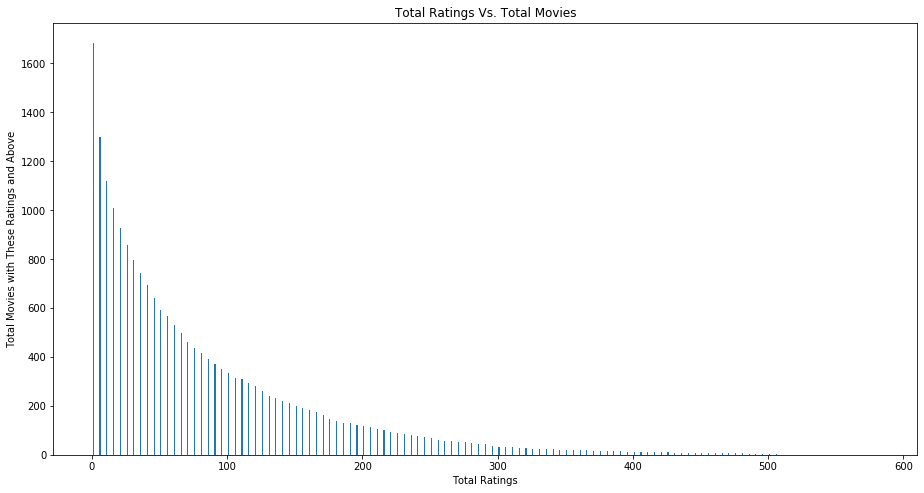 Total Ratings Vs. Total Movies
1600
1400
1200
1000
800
600
400
200
0
Total Movies with These Ratings and Above
0 100 200 300 400 500 600
Total Ratings